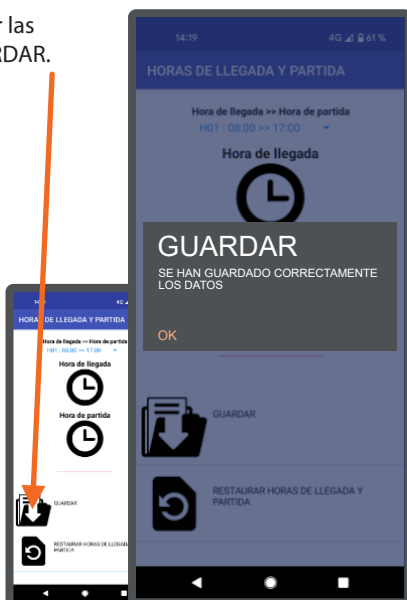 r las
RDAR.
14:19 4G 61 %
HORAS DE LLEGADA Y PARTIDA
Hora de llegada >> Hora de partida
H01 : 08:00 >> 17:00
Hora de llegada
GUARDAR
SE HAN GUARDADO CORRECTAMENTE
LOS DATOS
OK
GUARDAR
RESTAURAR HORAS DE LLEGADA Y
PARTIDA
4G
HORAS DE LLEGADA Y PARTIDA
Hora de llegada >> Hora de partida
H01 : 08:00 >> 17:00
Hora de llegada
Hora de partida
GUARDAR
RESTAURAR HORAS DE LLEGADA
PARTIDA